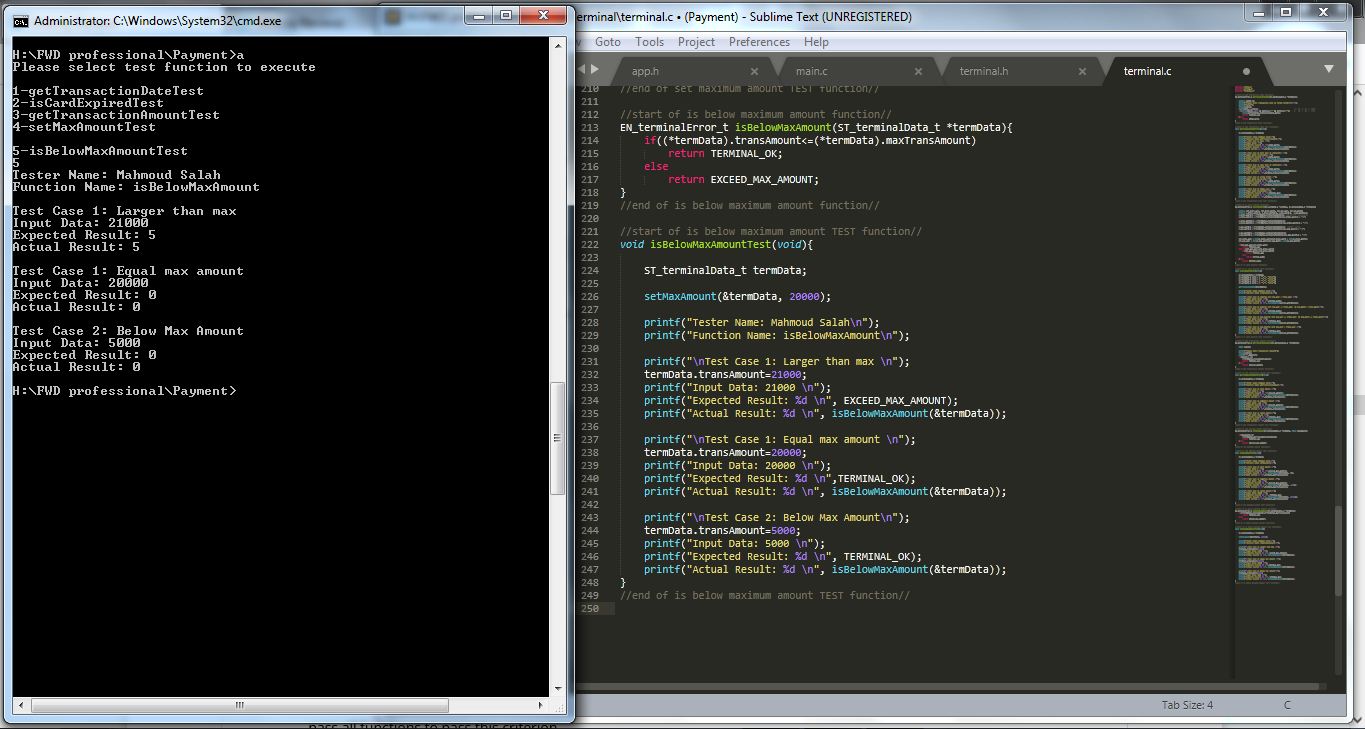 Administrator: C:\Windows\System32\cmd.exe
H:\FWD professional\Payment>a
Please select test function to execute
1-getTransactionDateTest
2-isCardExpiredTest
3-getTransactionAmountTest
4-setMaxAmountTest
5-isBelowMaxAmountTest
5
Tester Name: Mahmoud Salah
Function Name: isBelowMaxAmount
Test Case 1: Larger than max
Input Data: 21000
Expected Result: 5
Actual Result: 5
Test Case 1: Equal max amount
Input Data: 20000
Expected Result: 0
Actual Result: 0
Test Case 2: Below Max Amount
Input Data: 5000
Expected Result: 0
Actual Result: 0
H:\FWD professional\Payment>
erminal\terminal.c • (Payment) - Sublime Text (UNREGISTERED)
Goto Tools Project Preferences Help
app.h main.c terminal.h terminal.c
210 //end of set maximum amount TEST function//
211
212 //start of is below maximum amount function//
213 EN_terminalError_t isBelowMaxAmount(ST_terminalData_t *termData){
214 if((*termData).transAmount<=(*termData).maxTransAmount)
215 return TERMINAL_OK;
216 else
217 return EXCEED_MAX_AMOUNT;
218 }
219 //end of is below maximum amount function//
220
221 //start of is below maximum amount TEST function//
222 void isBelowMaxAmountTest(void){
223
224 ST_terminalData_t termData;
225
226 setMaxAmount(&termData, 20000);
227
228 printf("Tester Name: Mahmoud Salah\n");
229 printf("Function Name: isBelowMaxAmount\n");
230
231 printf("\nTest Case 1: Larger than max \n");
232 termData.transAmount=21000;
233 printf("Input Data: 21000 \n");
234 printf("Expected Result: %d \n", EXCEED_MAX_AMOUNT);
235 printf("Actual Result: %d \n", isBelowMaxAmount(&termData));
236
237 printf("\nTest Case 1: Equal max amount \n");
238 termData.transAmount=20000;
239 printf("Input Data: 20000 \n");
240 printf("Expected Result: %d \n",TERMINAL_OK);
241 printf("Actual Result: %d \n", isBelowMaxAmount(&termData));
242
243 printf("\nTest Case 2: Below Max Amount\n");
244 termData.transAmount=5000;
245 printf("Input Data: 5000 \n");
246 printf("Expected Result: %d \n", TERMINAL_OK);
247 printf("Actual Result: %d \n", isBelowMaxAmount(&termData));
248 }
249 //end of is below maximum amount TEST function//
250
Tab Size: 4 C
pass all functions to pass this criterion